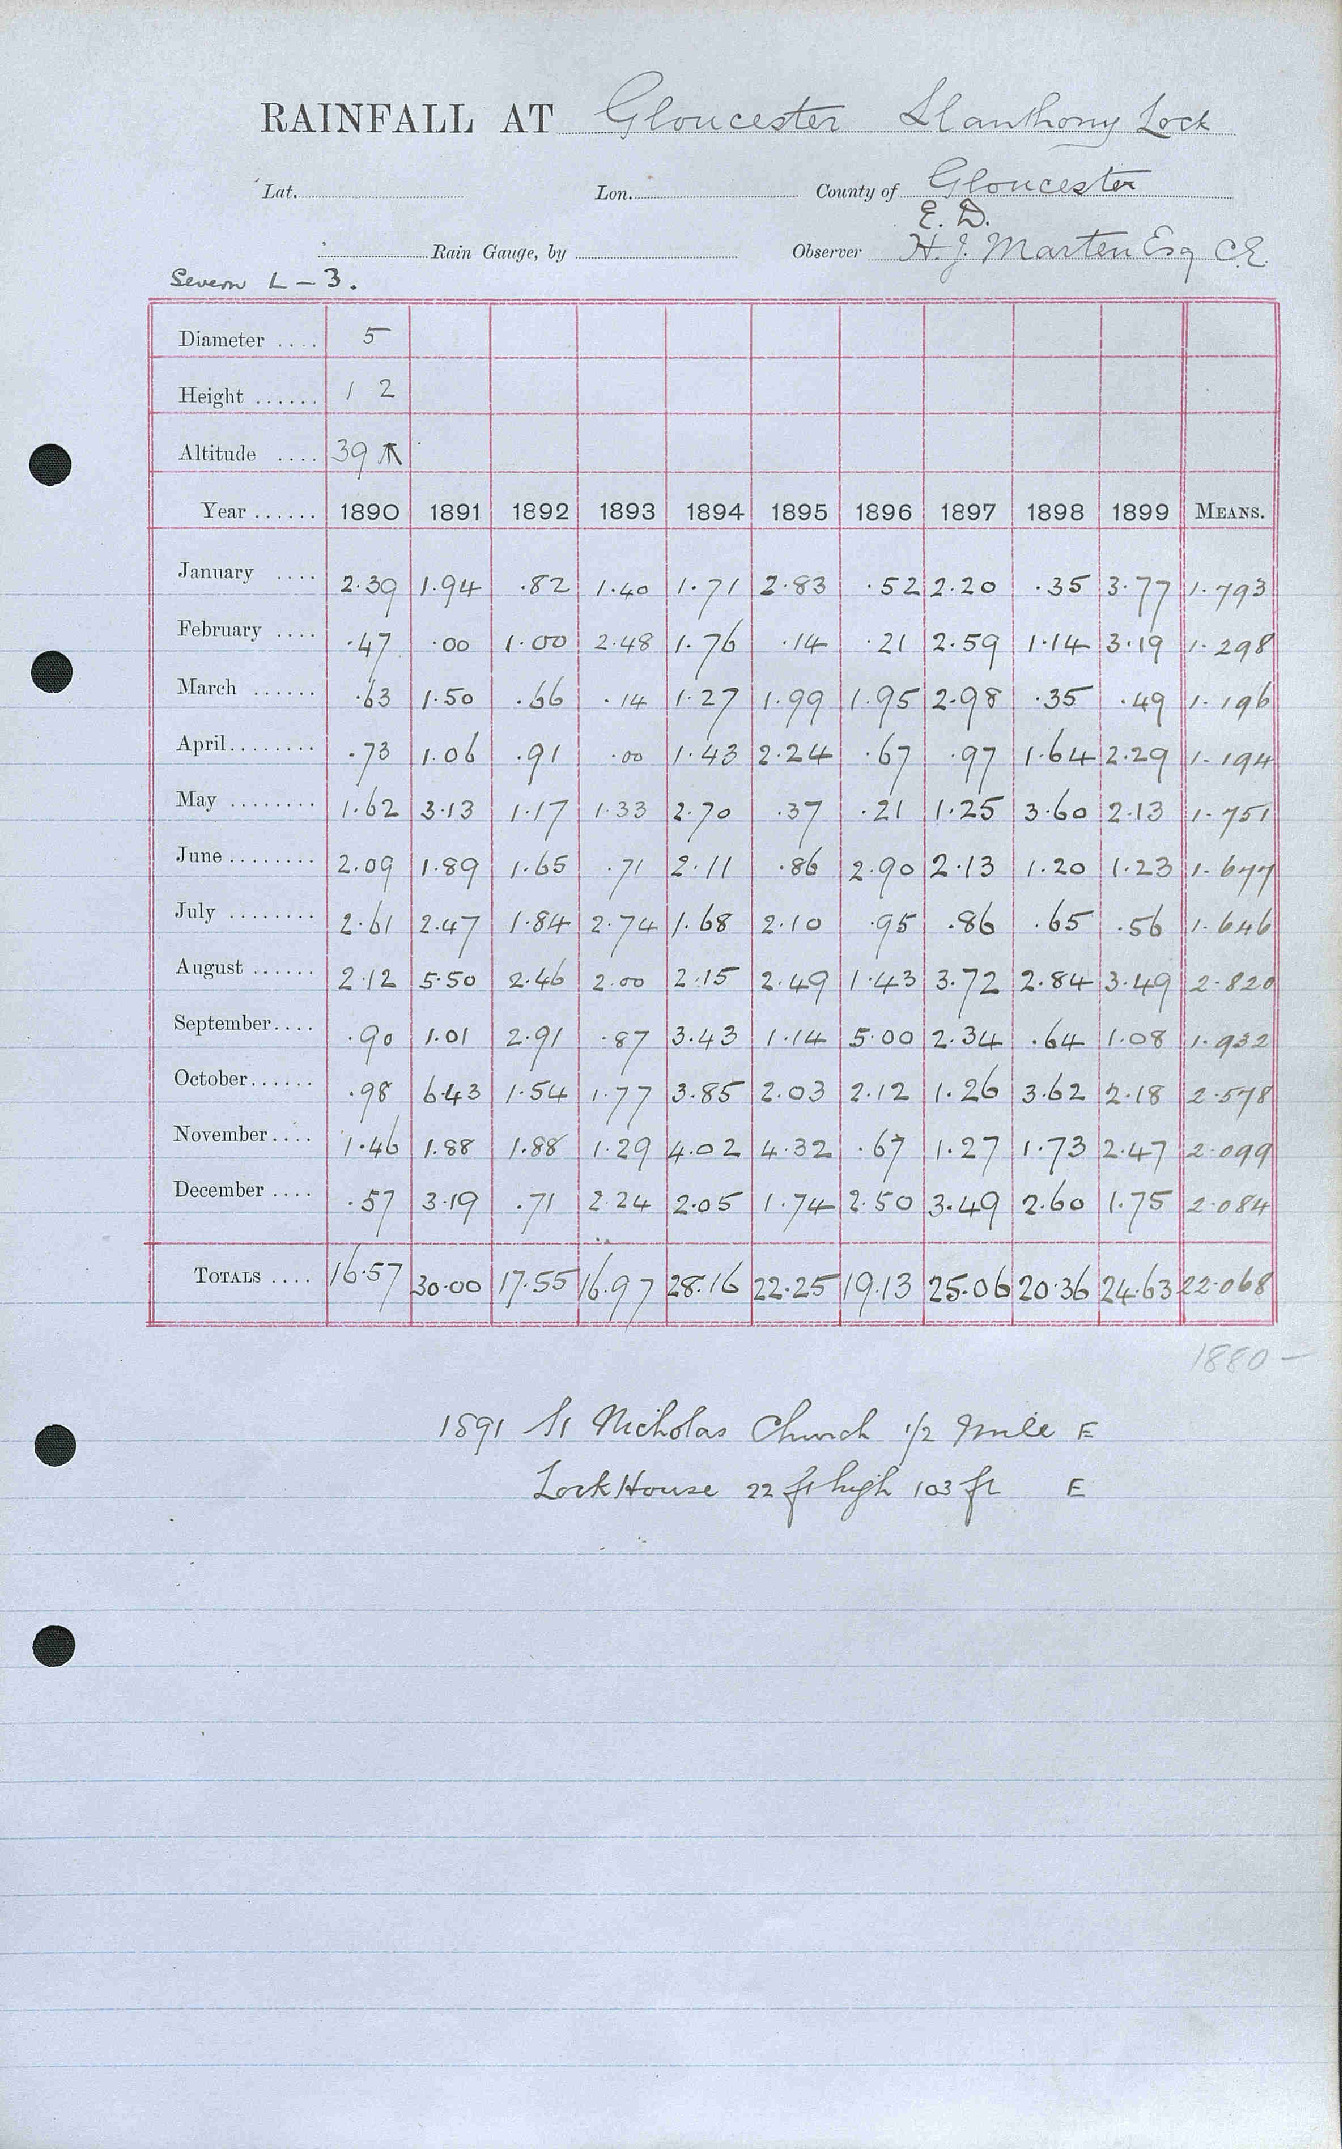 RAINFALL AT Gloucester Llanthony Lock
Lat. Lon. County of Gloucester
E. D.
Rain Gauge, by Observer H. J. Marten Esq C.E.
Severn L - 3.
Diameter .... 5
Height ...... 1 2
Altitude .... 39
Year ...... 1890 1891 1892 1893 1894 1895 1896 1897 1898 1899 MEANS.
January .... 2.39 1.94 .82 1.40 1.71 2.83 .52 2.20 .35 3.77 1.793
February .... .47 .00 1.00 2.48 1.76 .14 .21 2.59 1.14 3.19 1.298
March ...... .63 1.50 .66 .14 1.27 1.99 1.95 2.98 .35 .49 1.196
April........ .73 1.06 .91 .00 1.43 2.24 .67 .97 1.64 2.29 1.194
May ........ 1.62 3.13 1.17 1.33 2.70 .37 .21 1.25 3.60 2.13 1.751
June ........ 2.09 1.89 1.65 .71 2.11 .86 2.90 2.13 1.20 1.23 1.677
July ........ 2.61 2.47 1.84 2.74 1.68 2.10 .95 .86 .65 .56 1.646
August ...... 2.12 5.50 2.46 2.00 2.15 2.49 1.43 3.72 2.84 3.49 2.820
September.... .90 1.01 2.91 .87 3.43 1.14 5.00 2.34 .64 1.08 1.932
October...... .98 6.43 1.54 1.77 3.85 2.03 2.12 1.26 3.62 2.18 2.578
November.... 1.46 1.88 1.88 1.29 4.02 4.32 .67 1.27 1.73 2.47 2.099
December .... .57 3.19 .71 2.24 2.05 1.74 2.50 3.49 2.60 1.75 2.084
TOTALS .... 16.57 30.00 17.55 16.97 28.16 22.25 19.13 25.06 20.36 24.63 22.068
1880 -
1891 St Nicholas Church 1/2 Mile E
Lock House 22 ft high 103 ft E